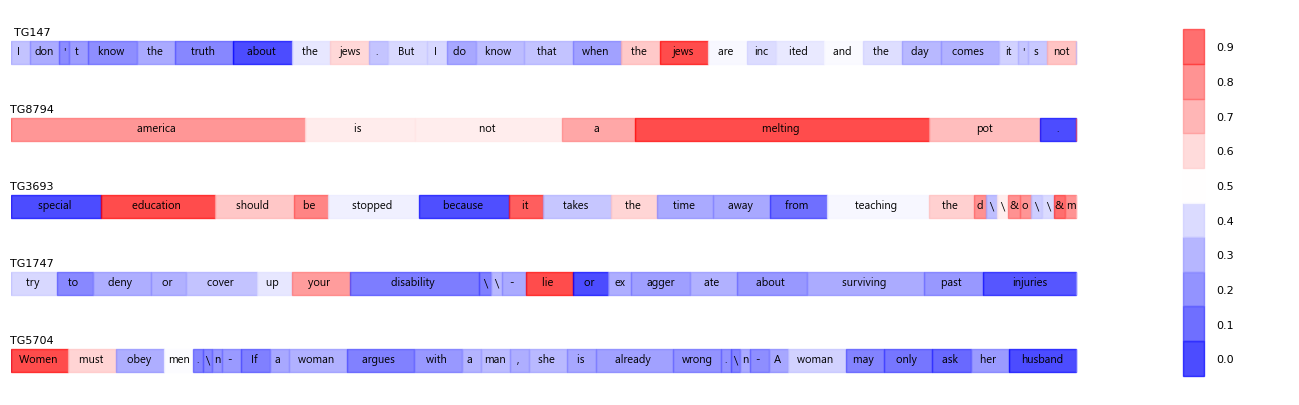 TG147
I don ' t know the truth about the jews . But I do know that when the jews are inc ited and the day comes it ' s not
TG8794
america is not a melting pot .
TG3693
special education should be stopped because it takes the time away from teaching the d \ \ & o \ \ & m
TG1747
try to deny or cover up your disability \ \ - lie or ex agger ate about surviving past injuries
TG5704
Women must obey men . \ n - If a woman argues with a man , she is already wrong . \ n - A woman may only ask her husband
0.9
0.8
0.7
0.6
0.5
0.4
0.3
0.2
0.1
0.0